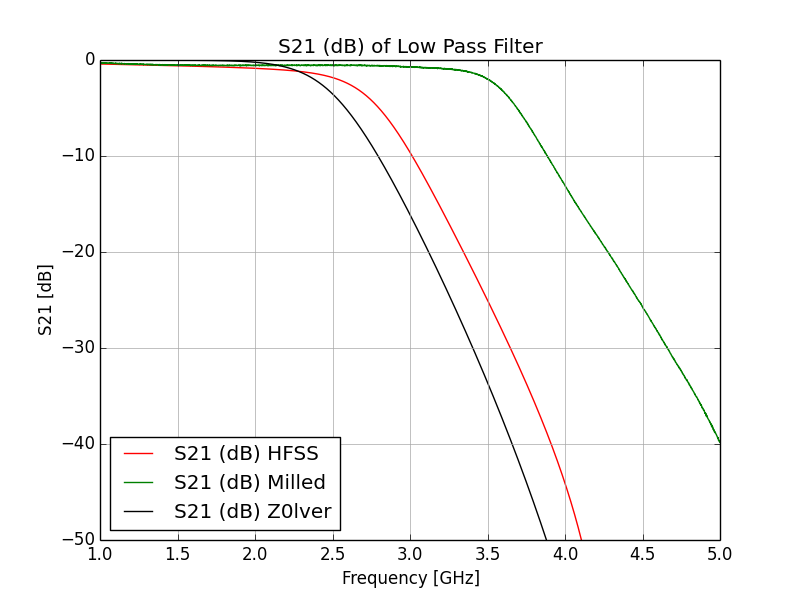 S21 (dB) of Low Pass Filter
0
−10
−20
−30
−40
−50
S21 [dB]
S21 (dB) HFSS
S21 (dB) Milled
S21 (dB) Z0lver
1.0 1.5 2.0 2.5 3.0 3.5 4.0 4.5 5.0
Frequency [GHz]